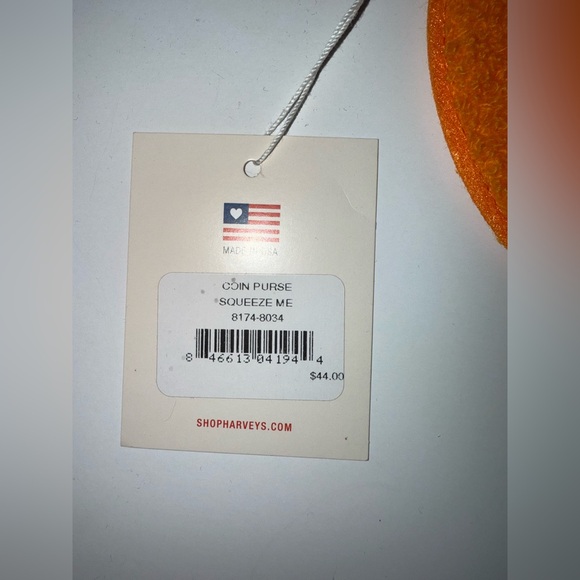 MADE IN USA
COIN PURSE
SQUEEZE ME
8174-8034
8 46613 04194 4
$44.00
SHOPHARVEYS.COM